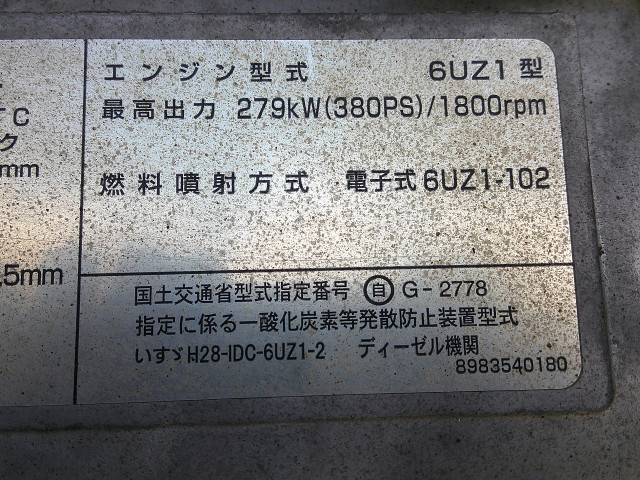 エンジン型式 6UZ1型
TC
最高出力 279kW(380PS)/1800rpm
ク
mm
燃料噴射方式 電子式6UZ1-102
.5mm
国土交通省型式指定番号 自 G-2778
指定に係る一酸化炭素等発散防止装置型式
いすゞH28-IDC-6UZ1-2 ディーゼル機関
8983540180